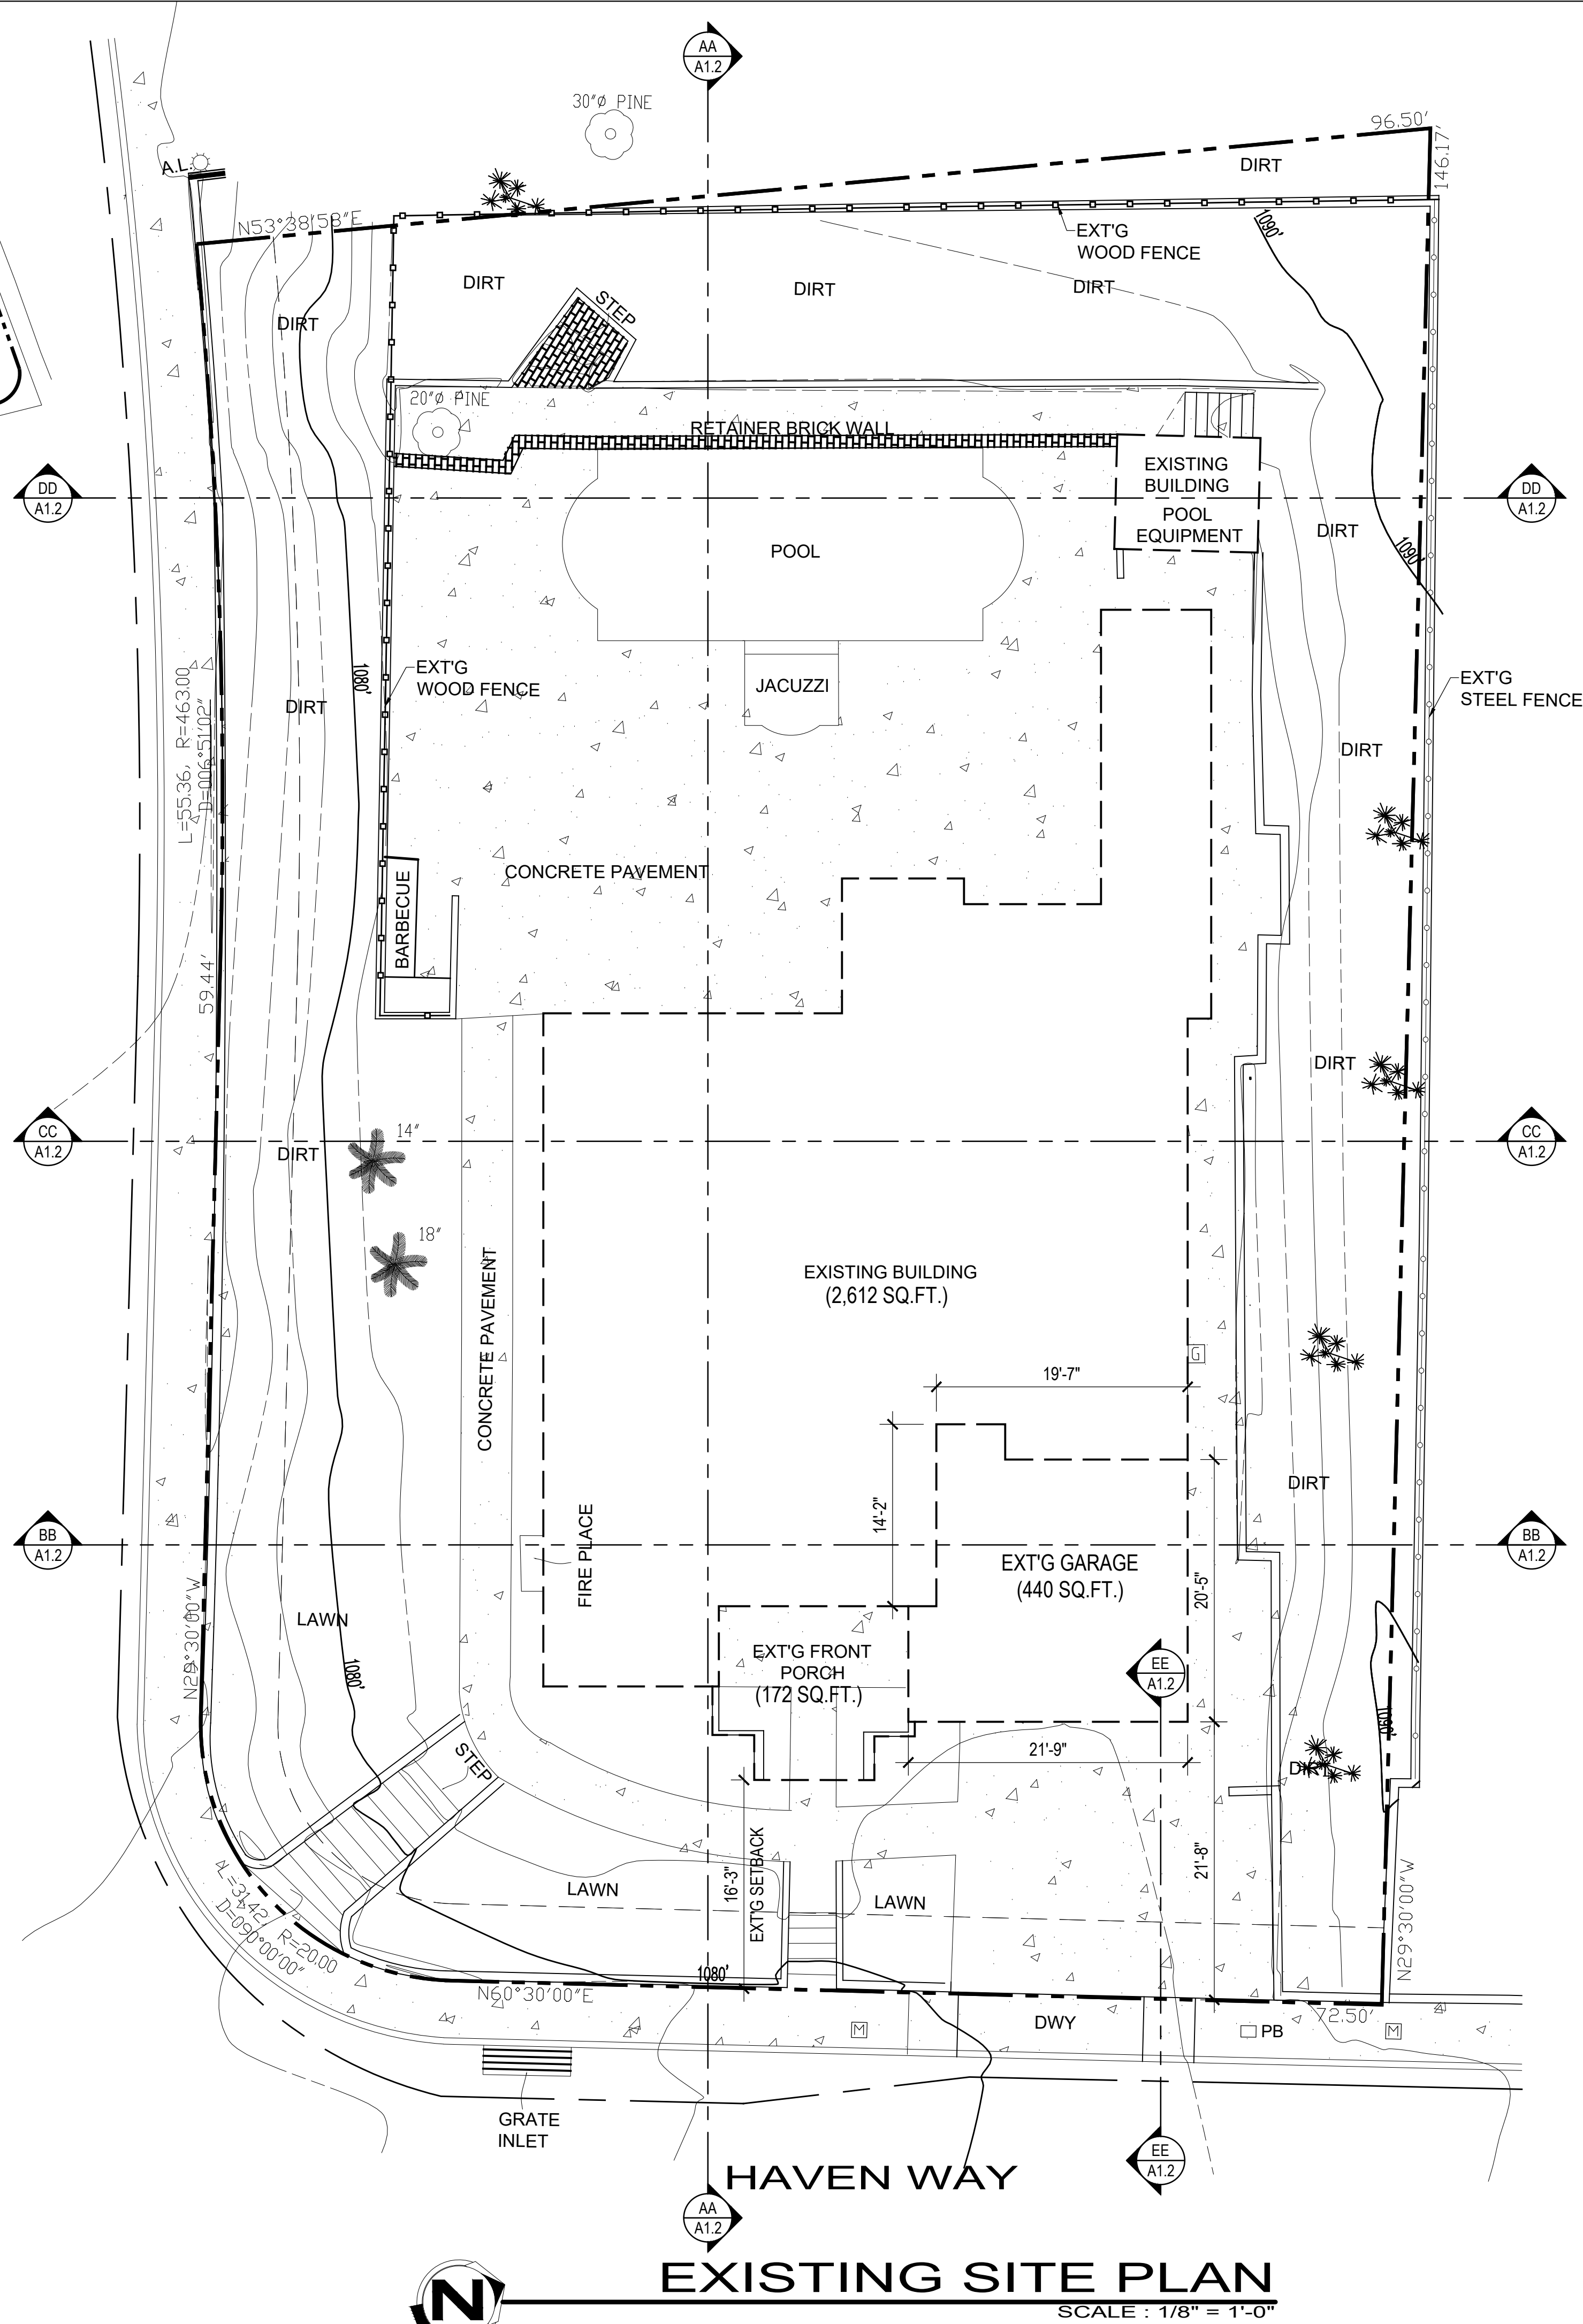 AA
A1.2
30"Ø PINE
96.50'
146.17'
A.L.
DIRT
N53°38'58"E
EXT'G
WOOD FENCE
1090'
DIRT
DIRT
DIRT
DIRT
STEP
20"Ø PINE
RETAINER BRICK WALL
EXISTING
BUILDING
POOL
EQUIPMENT
DD
A1.2
DD
A1.2
DIRT
1090'
POOL
L=55.36, R=463.00
D=006°51'02"
1080'
EXT'G
WOOD FENCE
JACUZZI
EXT'G
STEEL FENCE
DIRT
DIRT
CONCRETE PAVEMENT
BARBECUE
59.44'
DIRT
CC
A1.2
14"
DIRT
CC
A1.2
18"
CONCRETE PAVEMENT
EXISTING BUILDING
(2,612 SQ.FT.)
G
19'-7"
14'-2"
DIRT
BB
A1.2
FIRE PLACE
EXT'G GARAGE
(440 SQ.FT.)
20'-5"
BB
A1.2
N29°30'00"W
LAWN
1080'
EXT'G FRONT
PORCH
(172 SQ.FT.)
EE
A1.2
1090'
STEP
21'-9"
DIRT
16'-3"
EXT'G SETBACK
21'-8"
LAWN
LAWN
N29°30'00"W
L=31.42, R=20.00
D=090°00'00"
1080'
N60°30'00"E
72.50'
M
DWY
PB
M
GRATE
INLET
EE
A1.2
HAVEN WAY
AA
A1.2
N
EXISTING SITE PLAN
SCALE : 1/8" = 1'-0"